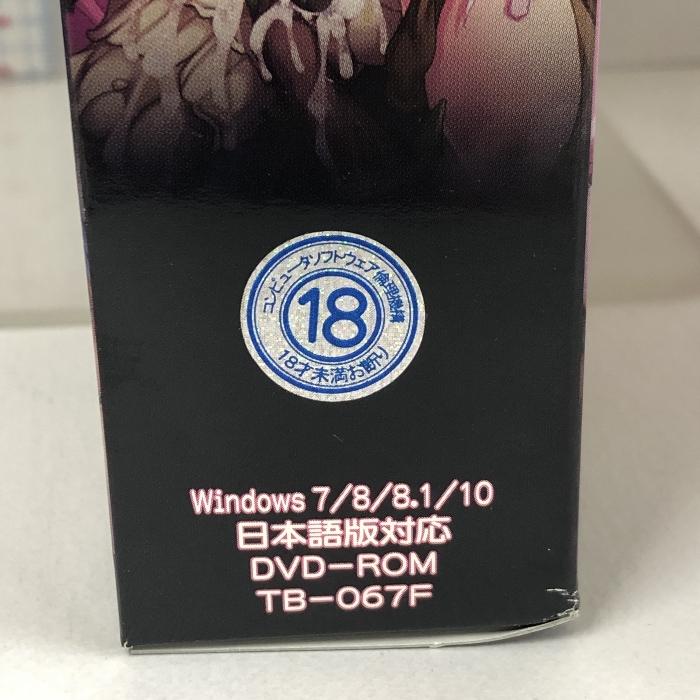 コンピュータソフトウェア倫理機構
18
18才未満お断り
Windows 7/8/8.1/10
日本語版対応
DVD-ROM
TB-067F